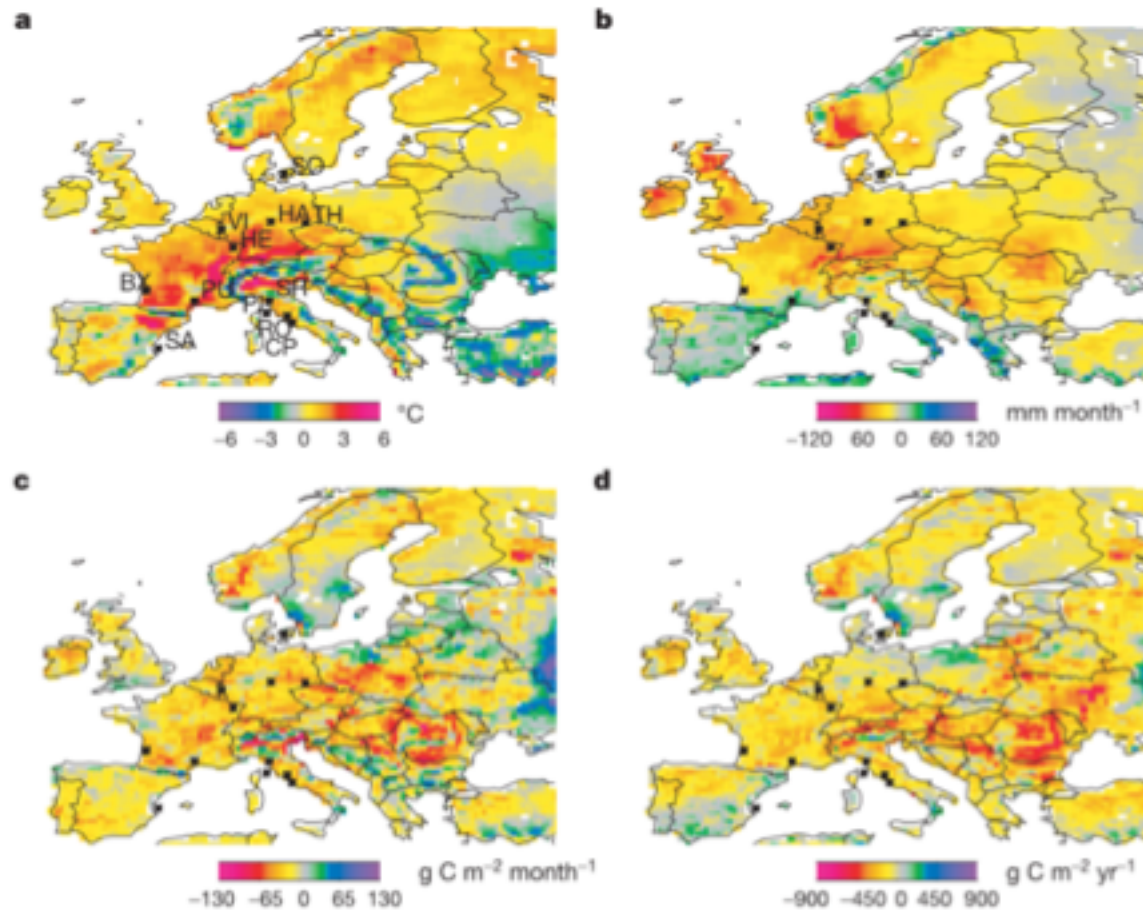 a
b
SO
VI
HA TH
HE
BX
PU
SR
RO
SA
CP
°C
−6 −3 0 3 6
mm month⁻¹
−120 60 0 60 120
c
d
g C m⁻² month⁻¹
−130 −65 0 65 130
g C m⁻² yr⁻¹
−900 −450 0 450 900